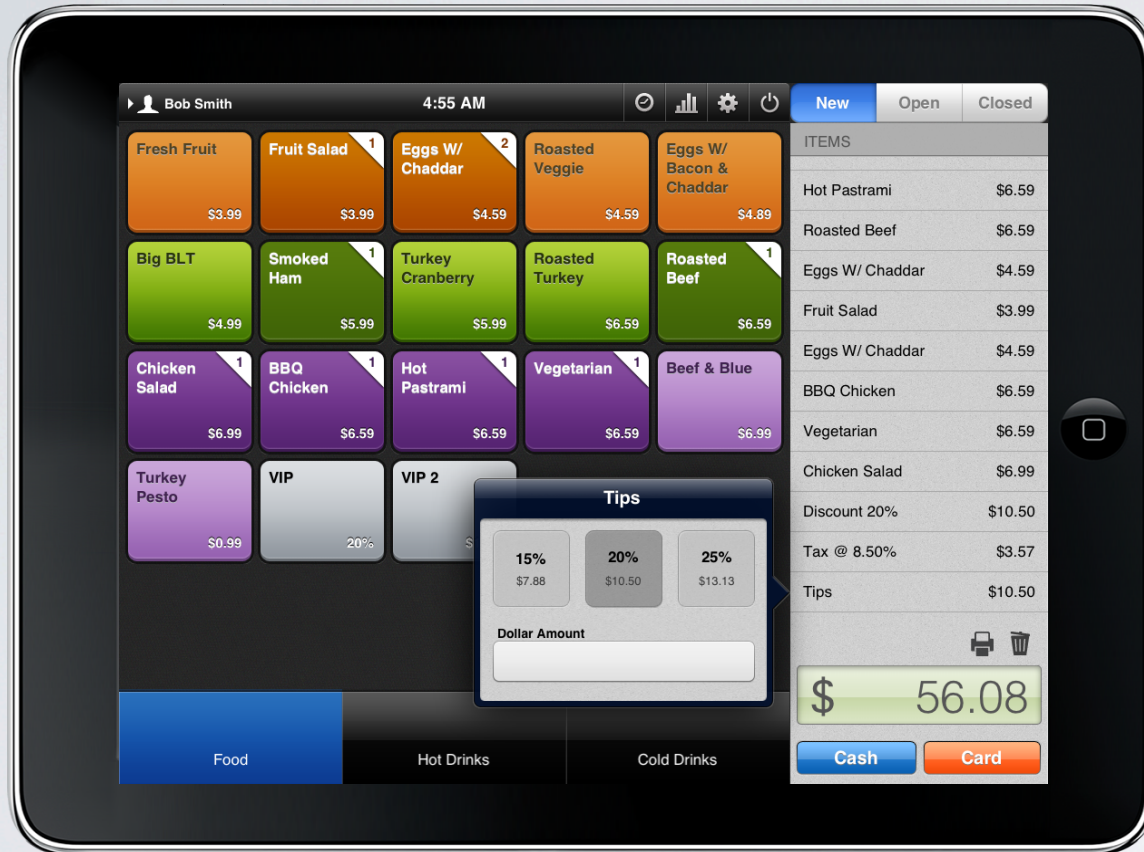 Bob Smith
4:55 AM
New
Open
Closed
Fresh Fruit
$3.99
Fruit Salad
1
$3.99
Eggs W/
Chaddar
2
$4.59
Roasted
Veggie
$4.59
Eggs W/
Bacon &
Chaddar
$4.89
Big BLT
$4.99
Smoked
Ham
1
$5.99
Turkey
Cranberry
$5.99
Roasted
Turkey
$6.59
Roasted
Beef
1
$6.59
Chicken
Salad
1
$6.99
BBQ
Chicken
1
$6.59
Hot
Pastrami
1
$6.59
Vegetarian
1
$6.59
Beef & Blue
$6.99
Turkey
Pesto
$0.99
VIP
20%
VIP 2
$
Tips
15%
$7.88
20%
$10.50
25%
$13.13
Dollar Amount
Food
Hot Drinks
Cold Drinks
ITEMS
Hot Pastrami $6.59
Roasted Beef $6.59
Eggs W/ Chaddar $4.59
Fruit Salad $3.99
Eggs W/ Chaddar $4.59
BBQ Chicken $6.59
Vegetarian $6.59
Chicken Salad $6.99
Discount 20% $10.50
Tax @ 8.50% $3.57
Tips $10.50
$ 56.08
Cash
Card